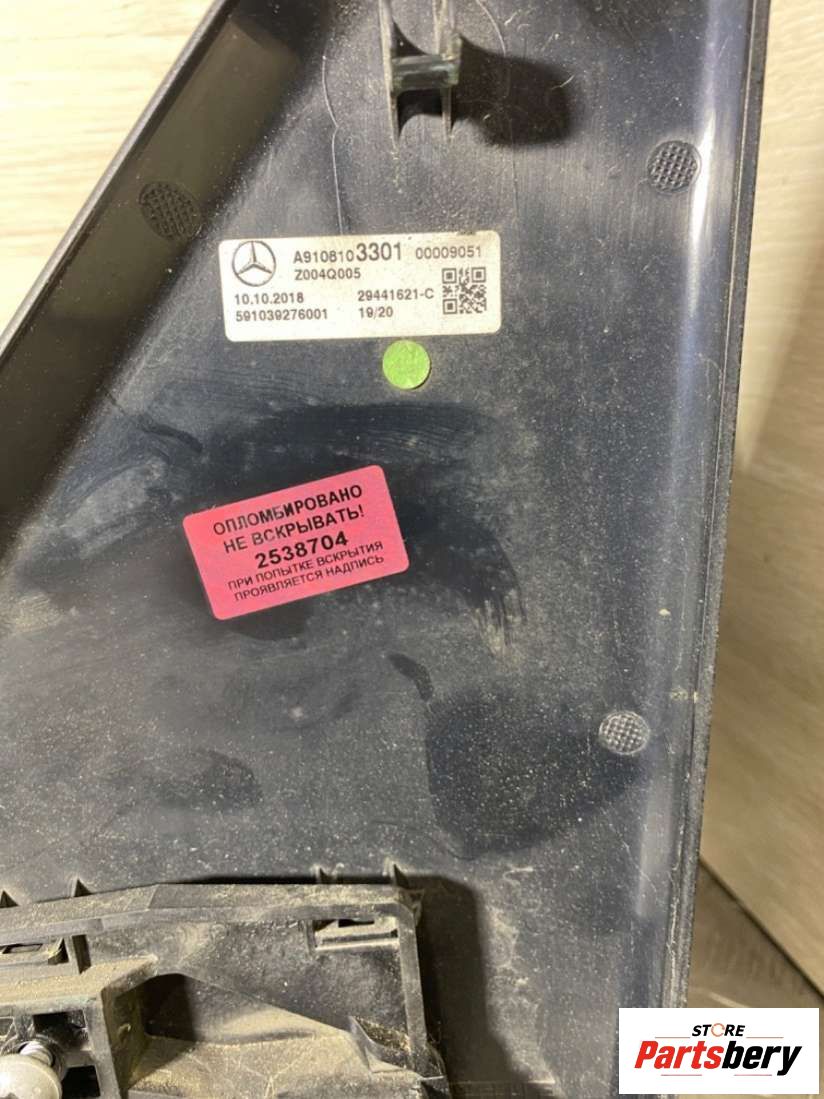 A9108103301 00009051
Z004Q005
10.10.2018 29441621-C
591039276001 19/20
ОПЛОМБИРОВАНО
НЕ ВСКРЫВАТЬ!
2538704
ПРИ ПОПЫТКЕ ВСКРЫТИЯ
ПРОЯВЛЯЕТСЯ НАДПИСЬ
STORE
Partsbery